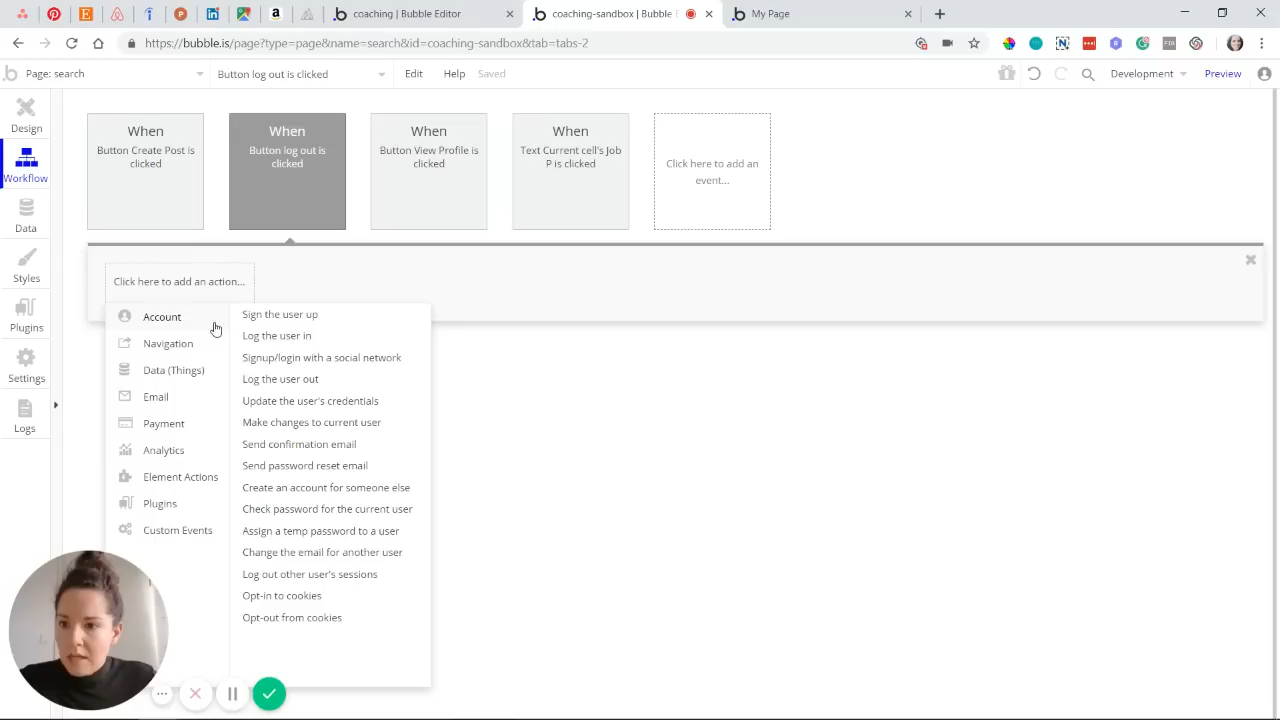 coaching | Bubble Editor
coaching-sandbox | Bubble E
My Page
https://bubble.is/page?type=page&name=search&id=coaching-sandbox&tab=tabs-2
Page: search
Button log out is clicked
Edit
Help
Saved
Development
Preview
Design
Workflow
Data
Styles
Plugins
Settings
Logs
When
Button Create Post is
clicked
When
Button log out is
clicked
When
Button View Profile is
clicked
When
Text Current cell's Job
P is clicked
Click here to add an
event...
Click here to add an action...
Account
Navigation
Data (Things)
Email
Payment
Analytics
Element Actions
Plugins
Custom Events
Sign the user up
Log the user in
Signup/login with a social network
Log the user out
Update the user's credentials
Make changes to current user
Send confirmation email
Send password reset email
Create an account for someone else
Check password for the current user
Assign a temp password to a user
Change the email for another user
Log out other user's sessions
Opt-in to cookies
Opt-out from cookies